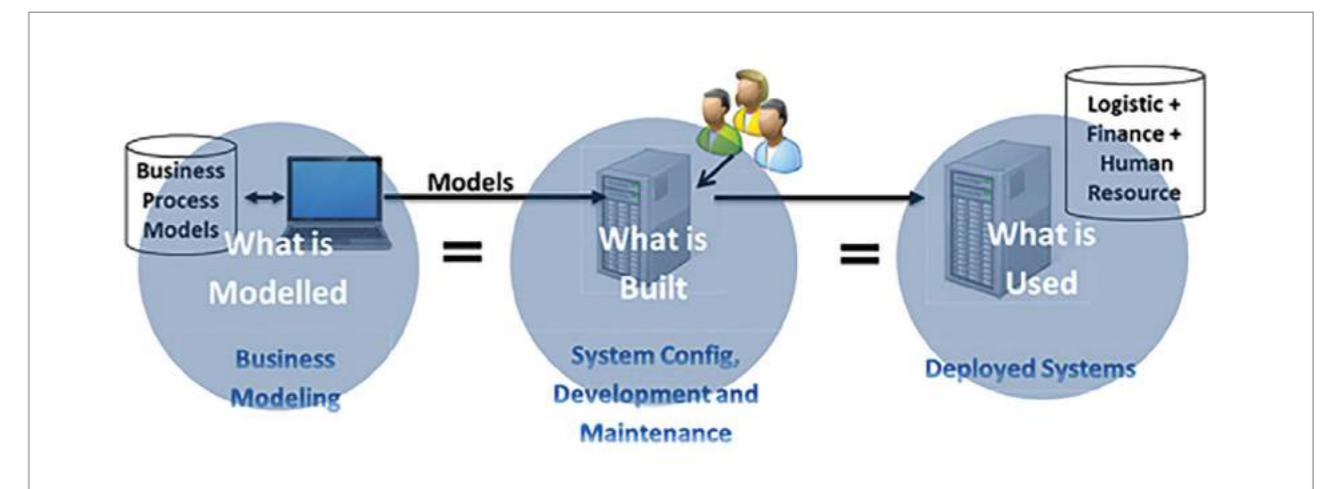 Business
Process
Models
What is
Modelled
Business
Modeling
Models
=
What is
Built
System Config,
Development and
Maintenance
=
Logistic +
Finance +
Human
Resource
What is
Used
Deployed Systems